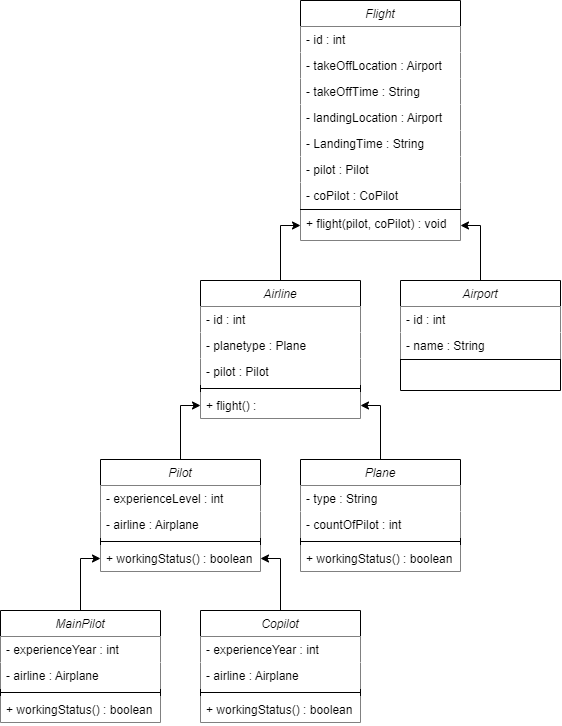 Flight
- id : int
- takeOffLocation : Airport
- takeOffTime : String
- landingLocation : Airport
- LandingTime : String
- pilot : Pilot
- coPilot : CoPilot
+ flight(pilot, coPilot) : void
Airline
- id : int
- planetype : Plane
- pilot : Pilot
+ flight() :
Airport
- id : int
- name : String
Pilot
- experienceLevel : int
- airline : Airplane
+ workingStatus() : boolean
Plane
- type : String
- countOfPilot : int
+ workingStatus() : boolean
MainPilot
- experienceYear : int
- airline : Airplane
+ workingStatus() : boolean
Copilot
- experienceYear : int
- airline : Airplane
+ workingStatus() : boolean